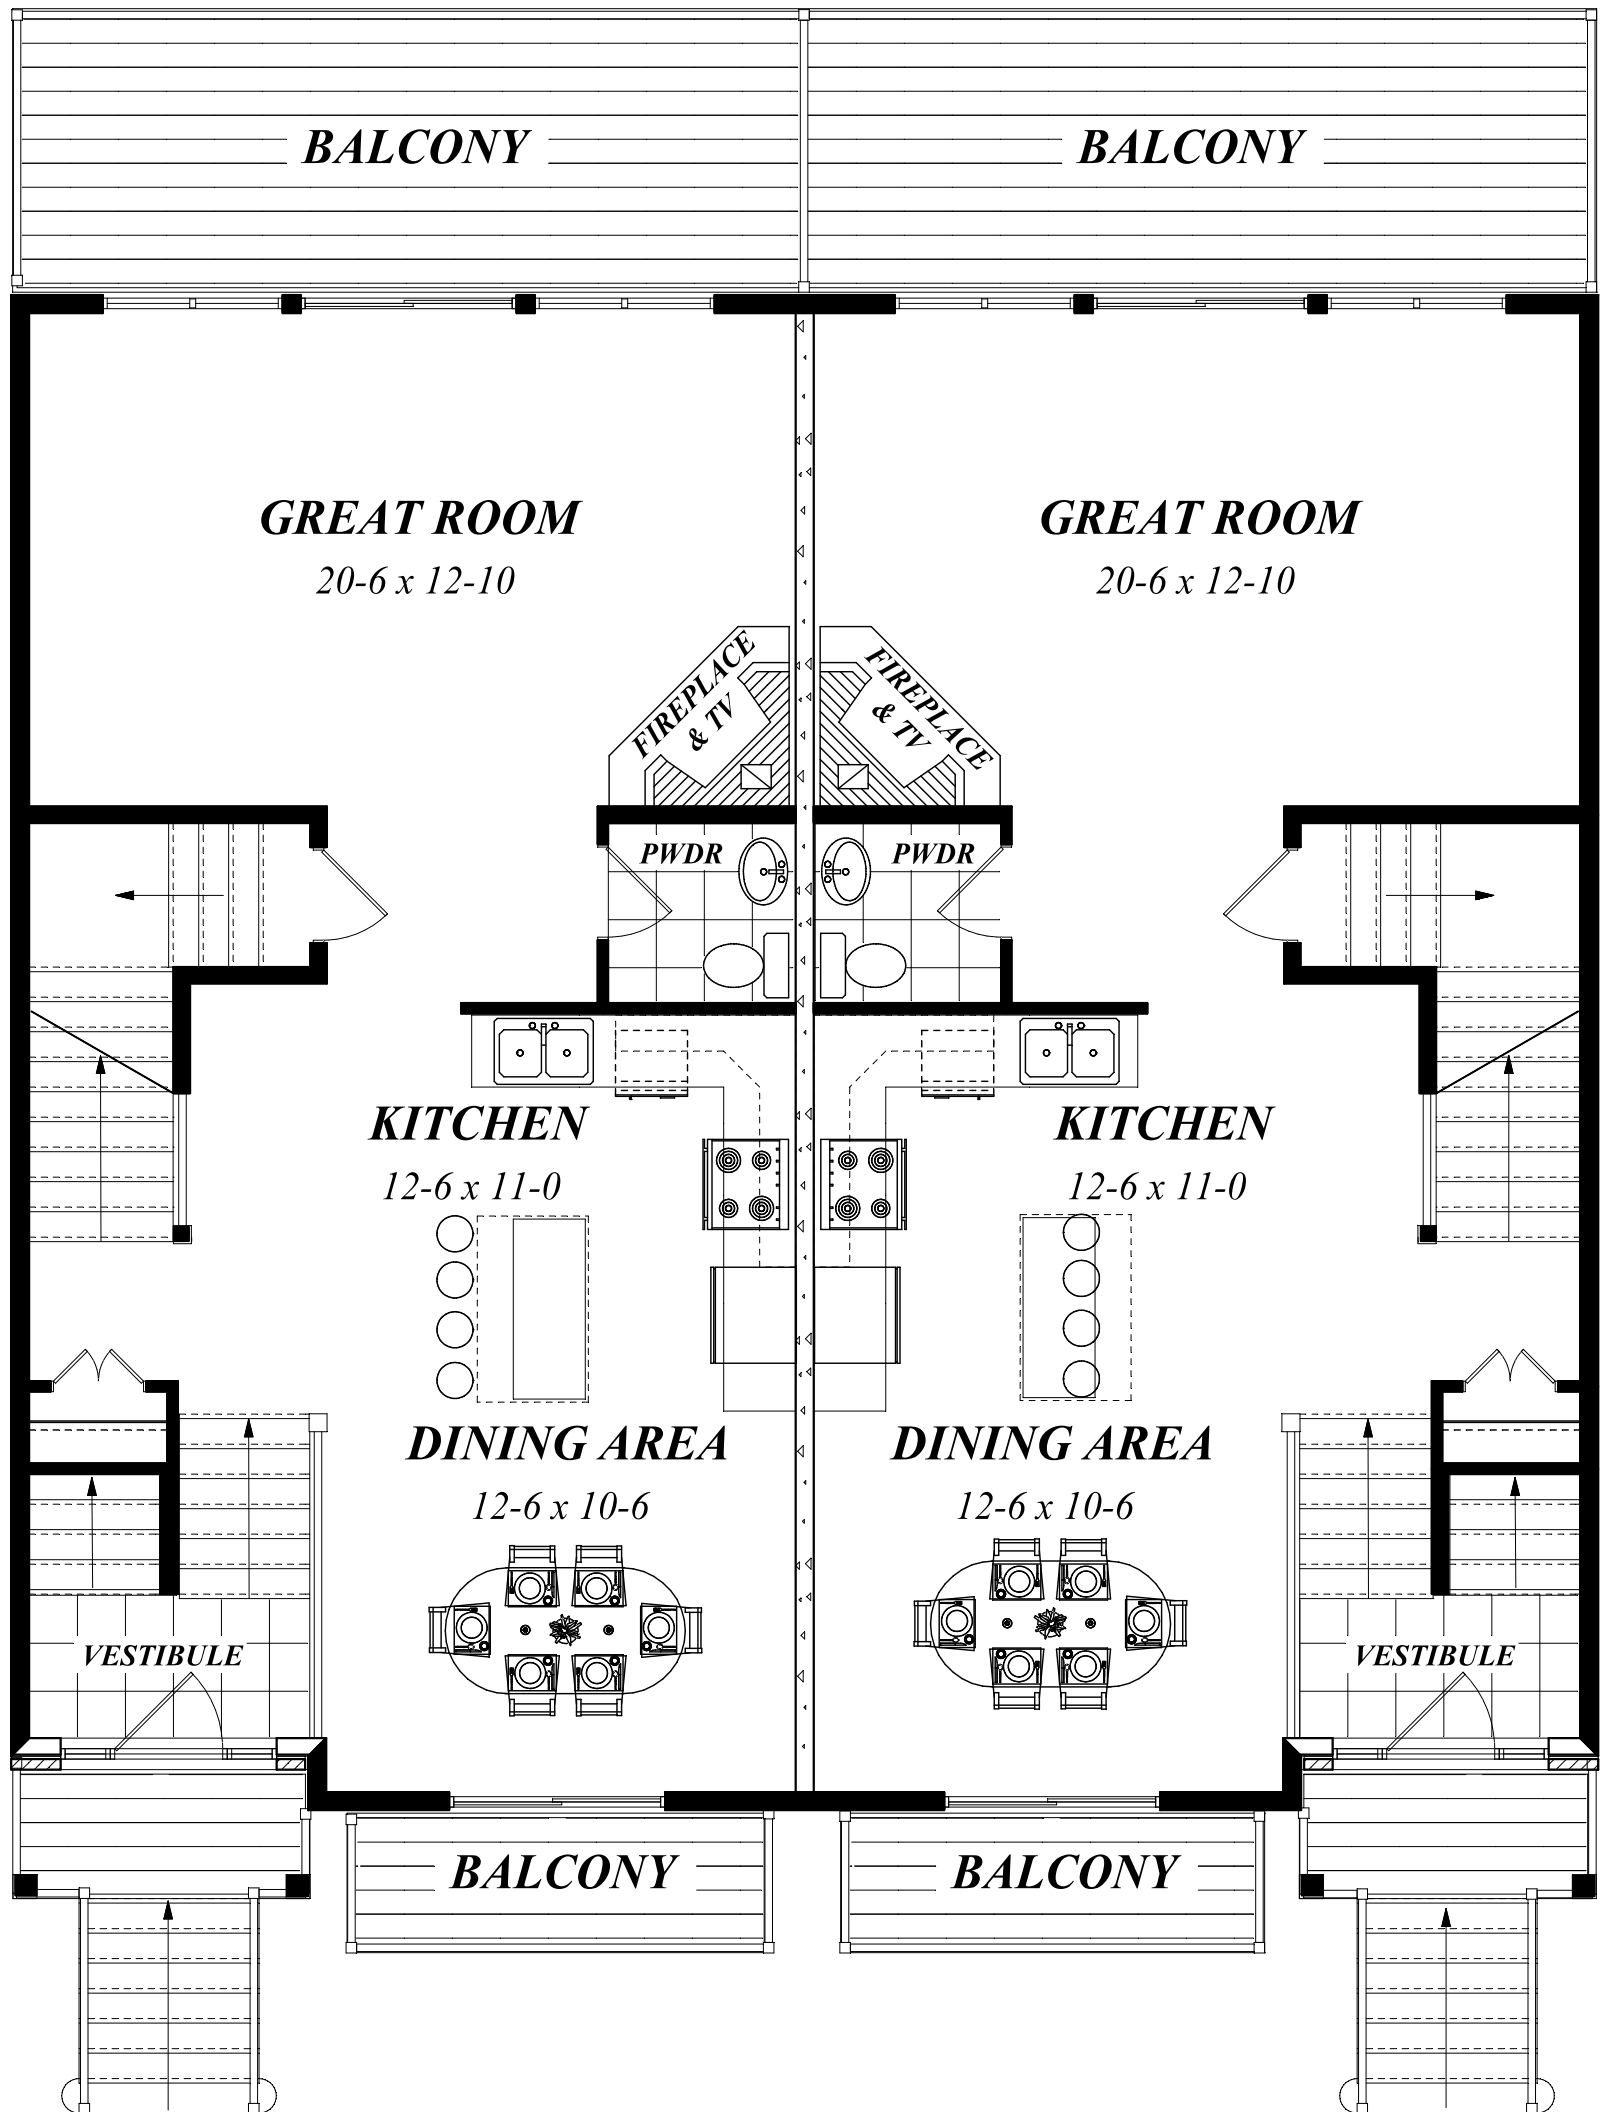 BALCONY
BALCONY
GREAT ROOM
20-6 x 12-10
GREAT ROOM
20-6 x 12-10
FIREPLACE
& TV
FIREPLACE
& TV
PWDR
PWDR
KITCHEN
12-6 x 11-0
KITCHEN
12-6 x 11-0
DINING AREA
12-6 x 10-6
DINING AREA
12-6 x 10-6
VESTIBULE
VESTIBULE
BALCONY
BALCONY